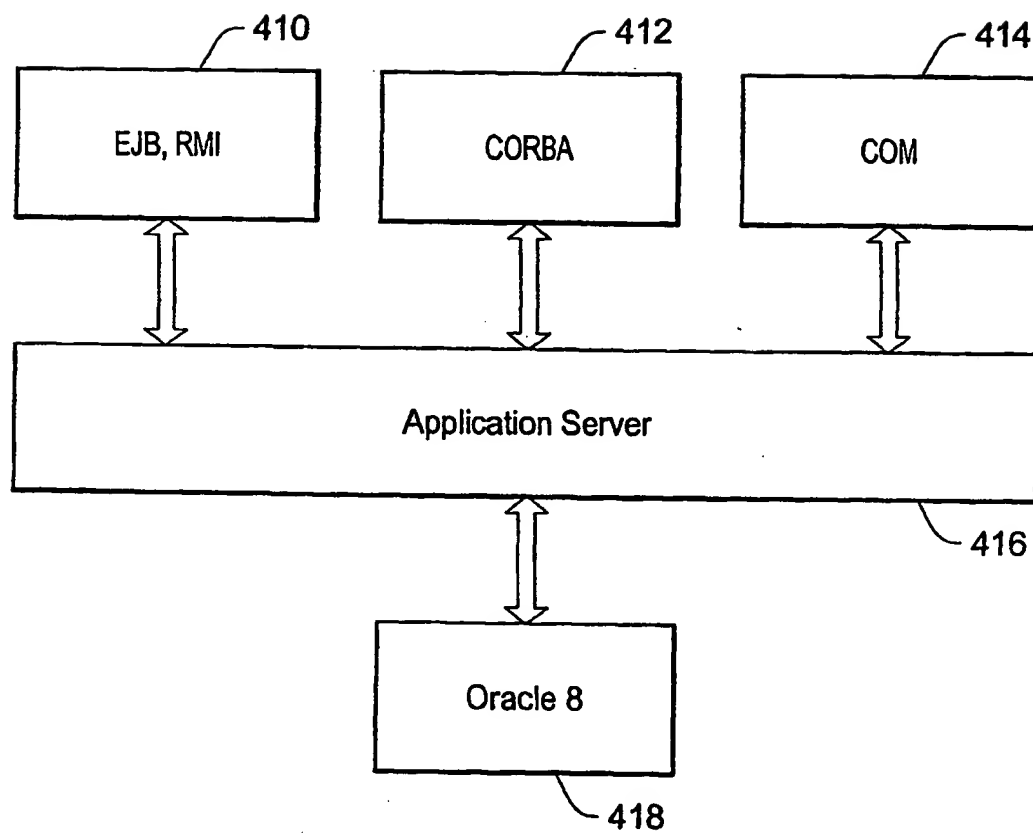 410
412
414
EJB, RMI
CORBA
COM
Application Server
416
Oracle 8
418